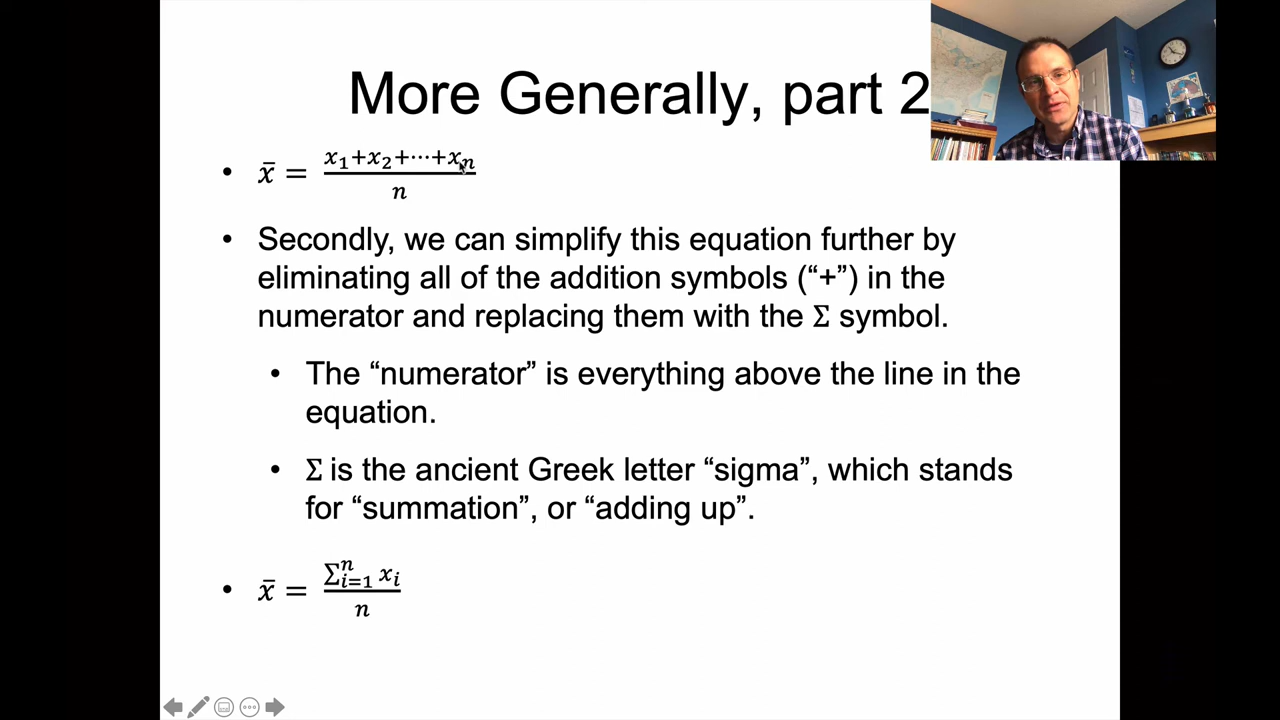 More Generally, part 2
• x̄ = (x₁+x₂+⋯+xₙ)/n
• Secondly, we can simplify this equation further by
eliminating all of the addition symbols (“+”) in the
numerator and replacing them with the Σ symbol.
• The “numerator” is everything above the line in the
equation.
• Σ is the ancient Greek letter “sigma”, which stands
for “summation”, or “adding up”.
• x̄ = (∑ⁿᵢ₌₁ xᵢ)/n